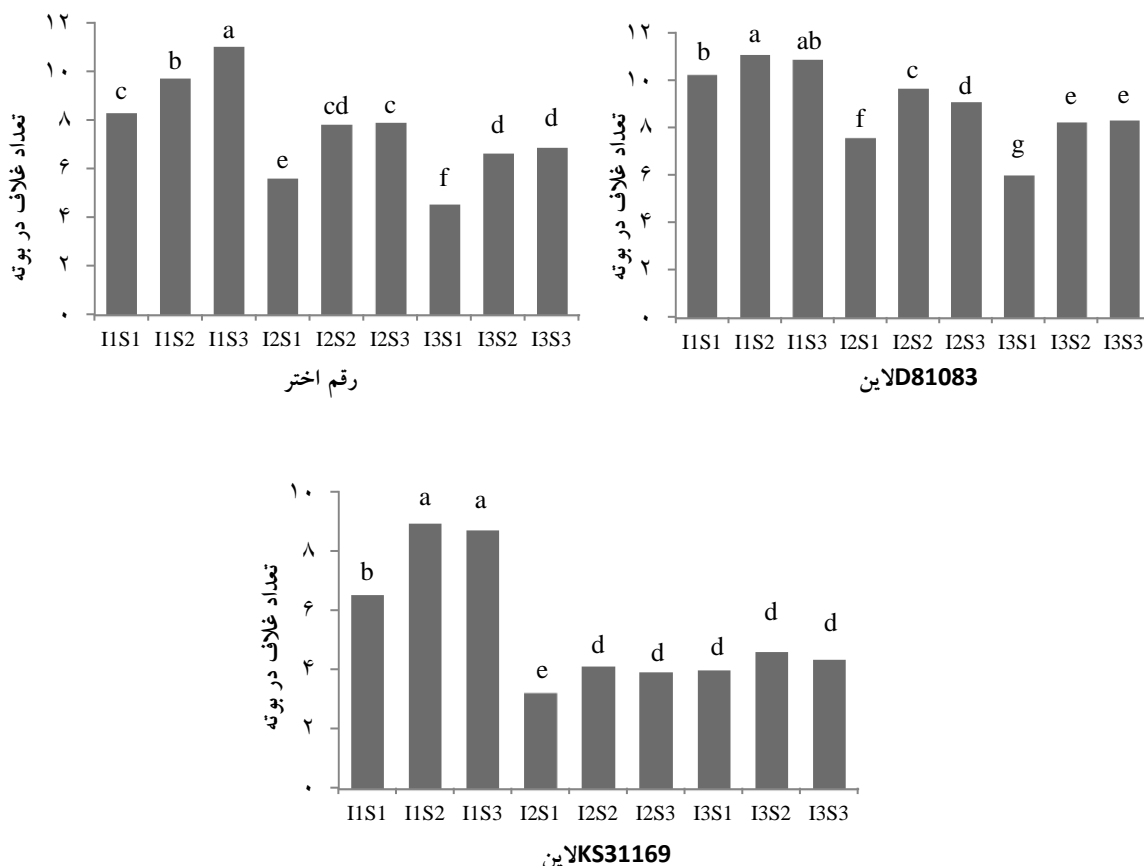 ۱۲
۱۰
۸
۶
۴
۲
۰
تعداد غلاف در بوته
c b a e cd c f d d
I1S1 I1S2 I1S3 I2S1 I2S2 I2S3 I3S1 I3S2 I3S3
رقم اختر
۱۲
۱۰
۸
۶
۴
۲
۰
تعداد غلاف در بوته
b a ab f c d g e e
I1S1 I1S2 I1S3 I2S1 I2S2 I2S3 I3S1 I3S2 I3S3
لاینD81083
۱۰
۸
۶
۴
۲
۰
تعداد غلاف در بوته
b a a e d d d d d
I1S1 I1S2 I1S3 I2S1 I2S2 I2S3 I3S1 I3S2 I3S3
لاینKS31169